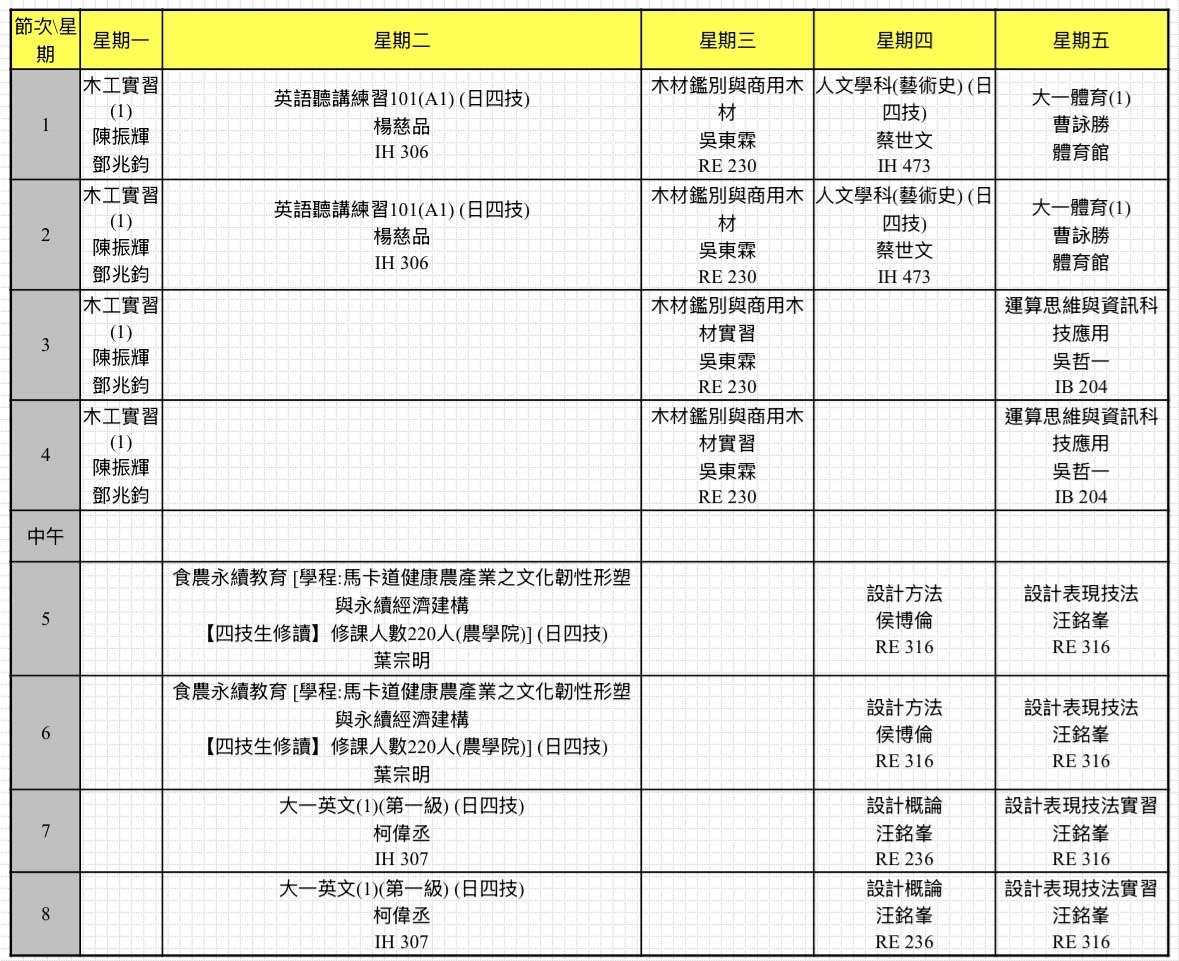 節次\星期
星期一
星期二
星期三
星期四
星期五
1
木工實習
(1)
陳振輝
鄧兆鈞
英語聽講練習101(A1) (日四技)
楊慈品
IH 306
木材鑑別與商用木
材
吳東霖
RE 230
人文學科(藝術史) (日
四技)
蔡世文
IH 473
大一體育(1)
曹詠勝
體育館
2
木工實習
(1)
陳振輝
鄧兆鈞
英語聽講練習101(A1) (日四技)
楊慈品
IH 306
木材鑑別與商用木
材
吳東霖
RE 230
人文學科(藝術史) (日
四技)
蔡世文
IH 473
大一體育(1)
曹詠勝
體育館
3
木工實習
(1)
陳振輝
鄧兆鈞
木材鑑別與商用木
材實習
吳東霖
RE 230
運算思維與資訊科
技應用
吳哲一
IB 204
4
木工實習
(1)
陳振輝
鄧兆鈞
木材鑑別與商用木
材實習
吳東霖
RE 230
運算思維與資訊科
技應用
吳哲一
IB 204
中午
5
食農永續教育 [學程:馬卡道健康農產業之文化韌性形塑
與永續經濟建構
【四技生修讀】修課人數220人(農學院)] (日四技)
葉宗明
設計方法
侯博倫
RE 316
設計表現技法
汪銘峯
RE 316
6
食農永續教育 [學程:馬卡道健康農產業之文化韌性形塑
與永續經濟建構
【四技生修讀】修課人數220人(農學院)] (日四技)
葉宗明
設計方法
侯博倫
RE 316
設計表現技法
汪銘峯
RE 316
7
大一英文(1)(第一級) (日四技)
柯偉丞
IH 307
設計概論
汪銘峯
RE 236
設計表現技法實習
汪銘峯
RE 316
8
大一英文(1)(第一級) (日四技)
柯偉丞
IH 307
設計概論
汪銘峯
RE 236
設計表現技法實習
汪銘峯
RE 316